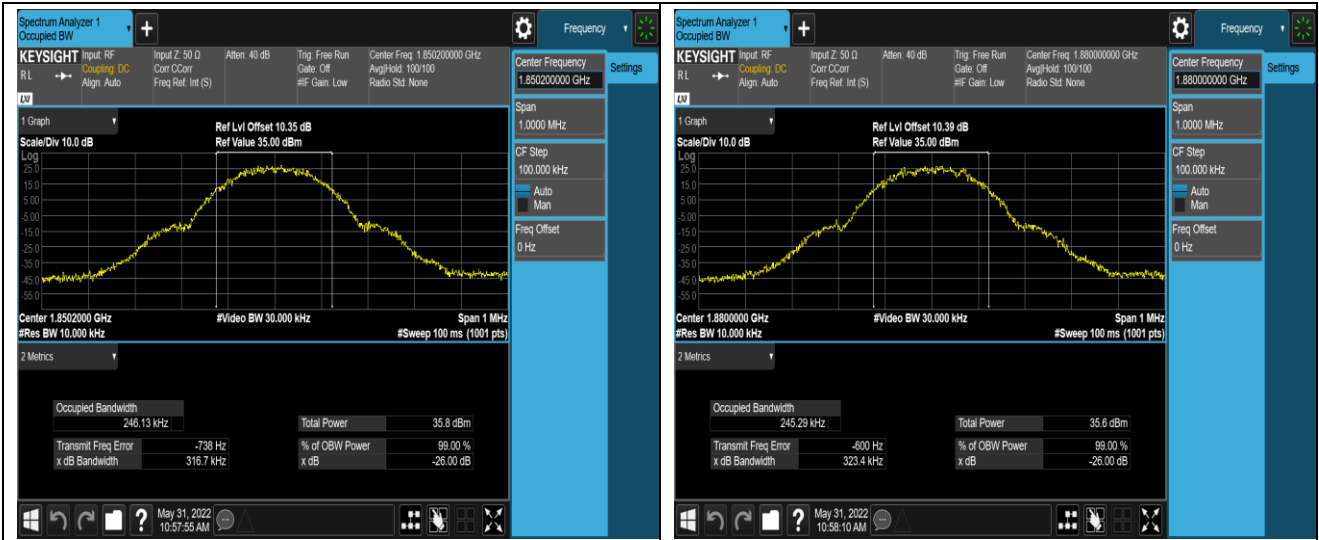 Spectrum Analyzer 1
Occupied BW
+
Frequency
KEYSIGHT
Input: RF
Input Z: 50 Ω
Atten: 40 dB
Trig: Free Run
Center Freq: 1.850200000 GHz
R L
Coupling: DC
Corr CCorr
Gate: Off
Avg|Hold: 100/100
Align: Auto
Freq Ref: Int (S)
#IF Gain: Low
Radio Std: None
LXI
Center Frequency
1.850200000 GHz
Settings
Span
1.0000 MHz
CF Step
100.000 kHz
Auto
Man
Freq Offset
0 Hz
1 Graph
Ref Lvl Offset 10.35 dB
Scale/Div 10.0 dB
Ref Value 35.00 dBm
Log
25.0
15.0
5.00
-5.00
-15.0
-25.0
-35.0
-45.0
-55.0
Center 1.8502000 GHz
#Video BW 30.000 kHz
Span 1 MHz
#Res BW 10.000 kHz
#Sweep 100 ms (1001 pts)
2 Metrics
Occupied Bandwidth
246.13 kHz
Total Power
35.8 dBm
Transmit Freq Error
-738 Hz
% of OBW Power
99.00 %
x dB Bandwidth
316.7 kHz
x dB
-26.00 dB
?
May 31, 2022
10:57:55 AM
Spectrum Analyzer 1
Occupied BW
+
Frequency
KEYSIGHT
Input: RF
Input Z: 50 Ω
Atten: 40 dB
Trig: Free Run
Center Freq: 1.880000000 GHz
R L
Coupling: DC
Corr CCorr
Gate: Off
Avg|Hold: 100/100
Align: Auto
Freq Ref: Int (S)
#IF Gain: Low
Radio Std: None
LXI
Center Frequency
1.880000000 GHz
Settings
Span
1.0000 MHz
CF Step
100.000 kHz
Auto
Man
Freq Offset
0 Hz
1 Graph
Ref Lvl Offset 10.39 dB
Scale/Div 10.0 dB
Ref Value 35.00 dBm
Log
25.0
15.0
5.00
-5.00
-15.0
-25.0
-35.0
-45.0
-55.0
Center 1.8800000 GHz
#Video BW 30.000 kHz
Span 1 MHz
#Res BW 10.000 kHz
#Sweep 100 ms (1001 pts)
2 Metrics
Occupied Bandwidth
245.29 kHz
Total Power
35.6 dBm
Transmit Freq Error
-600 Hz
% of OBW Power
99.00 %
x dB Bandwidth
323.4 kHz
x dB
-26.00 dB
?
May 31, 2022
10:58:10 AM